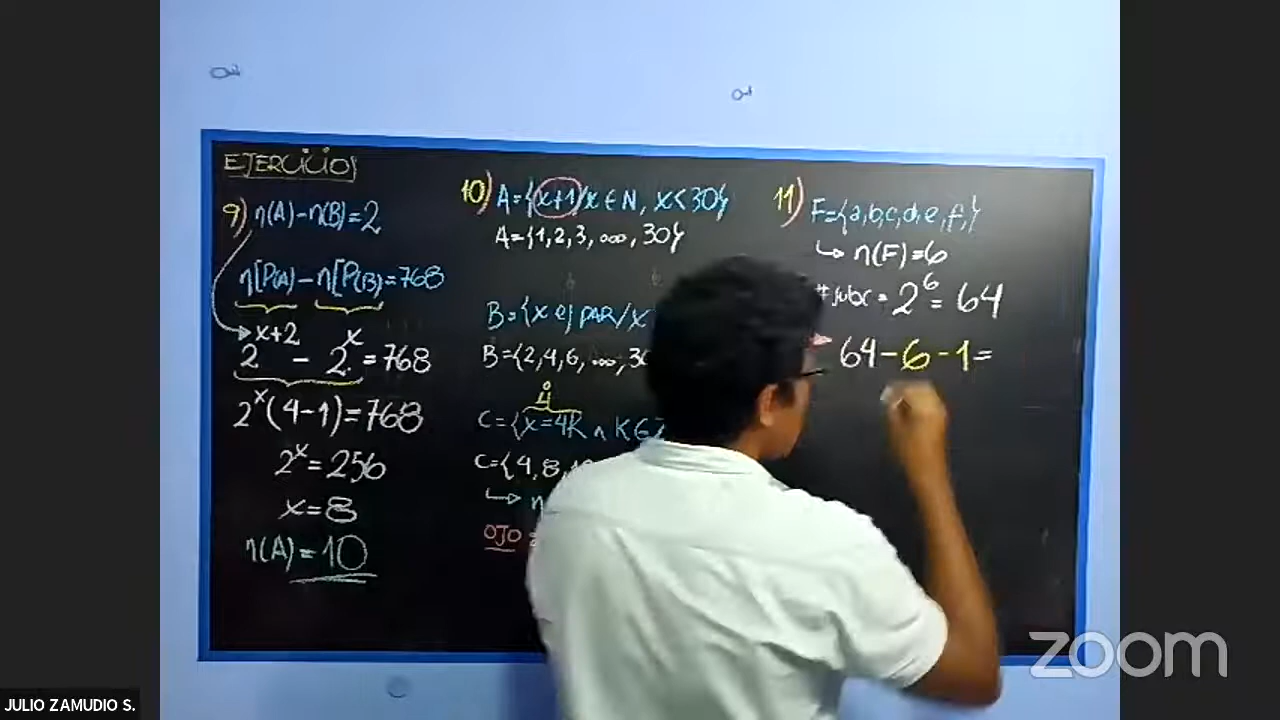 EJERCICIOS
9) n(A)-n(B)=2
n[P(A)-n[P(B)]=768
x+2 x
2 - 2 = 768
2^x(4-1)=768
2^x=256
x=8
n(A)=10
10) A={x+1/x∈N, x<30}
A={1,2,3,...,30}
B={x es PAR/x
B={2,4,6,...,30
4
C={x=4K ∧ K∈Z
C={4,8,
↳ n
OJO
11) F={a,b,c,d,e,f,}
↳ n(F)=6
#subc = 2^6 = 64
64-6-1=
zoom
JULIO ZAMUDIO S.